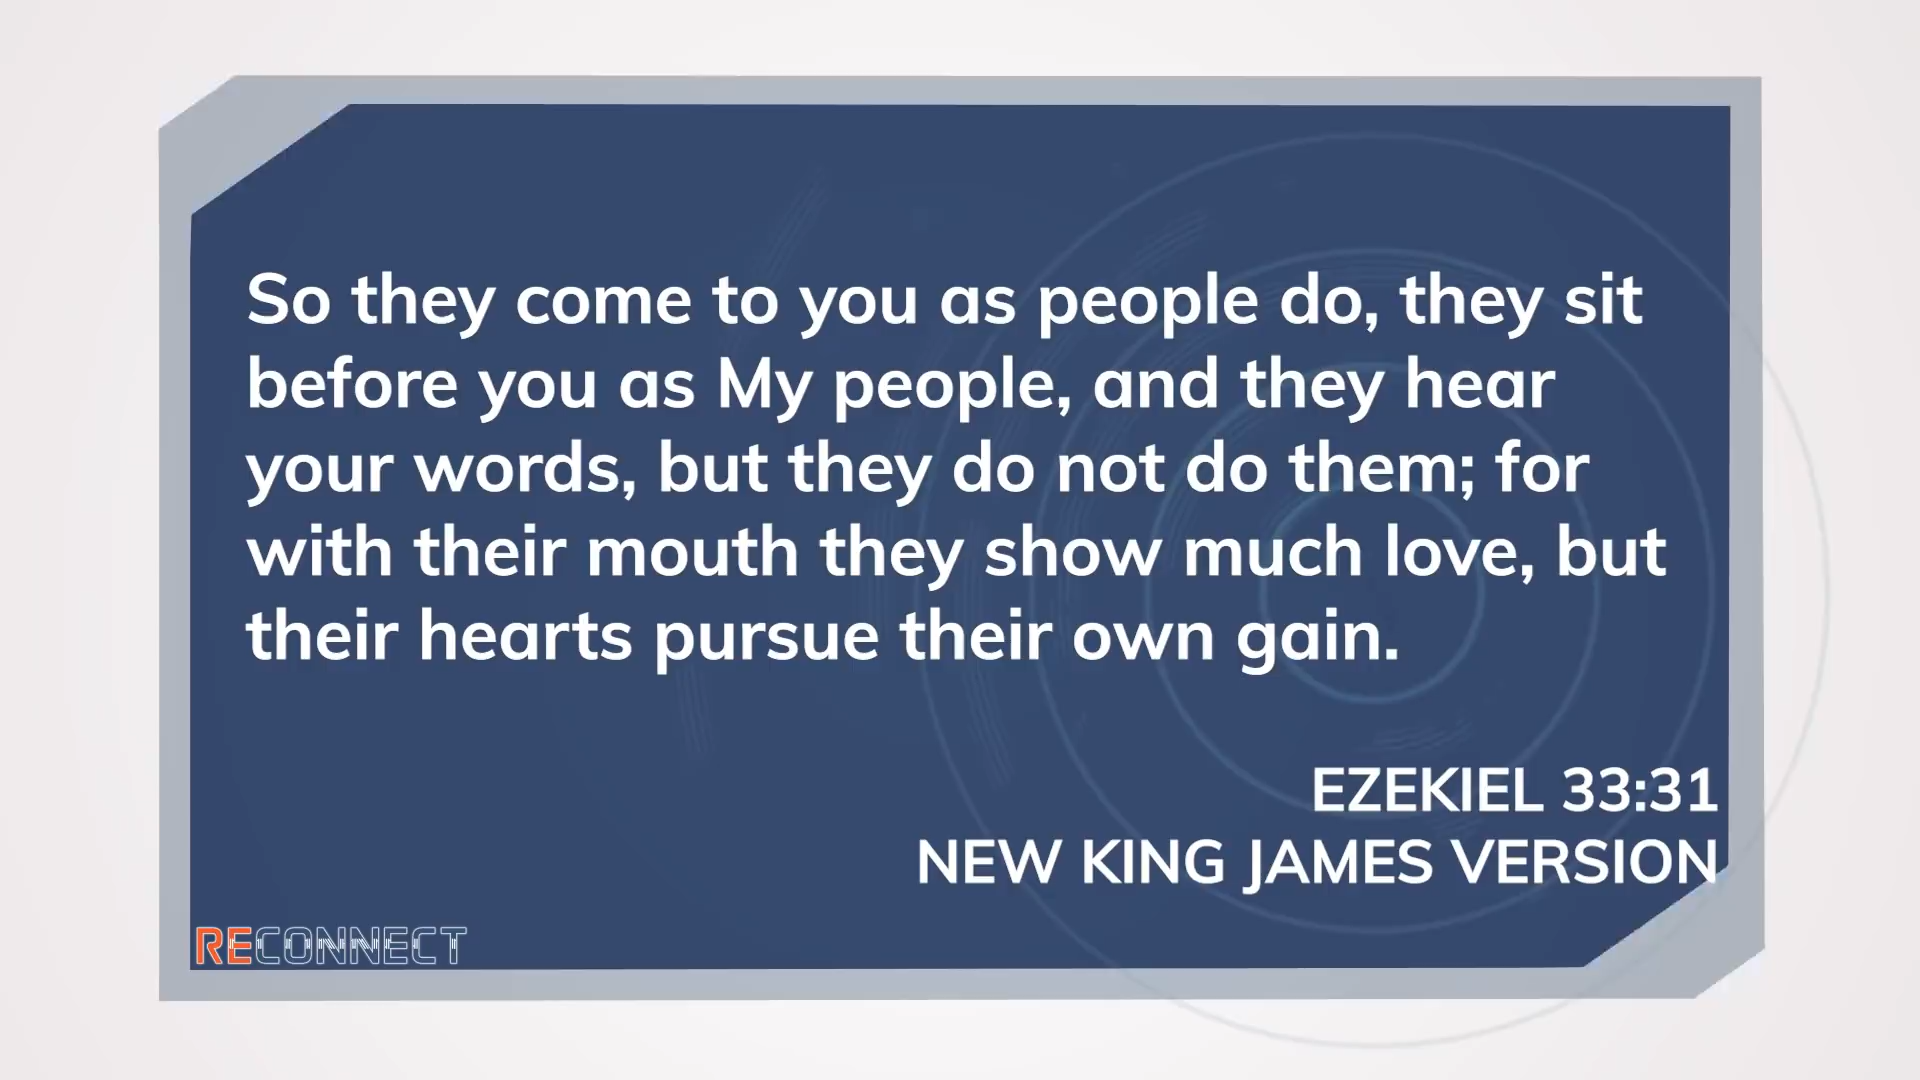 So they come to you as people do, they sit
before you as My people, and they hear
your words, but they do not do them; for
with their mouth they show much love, but
their hearts pursue their own gain.
EZEKIEL 33:31
NEW KING JAMES VERSION
RECONNECT